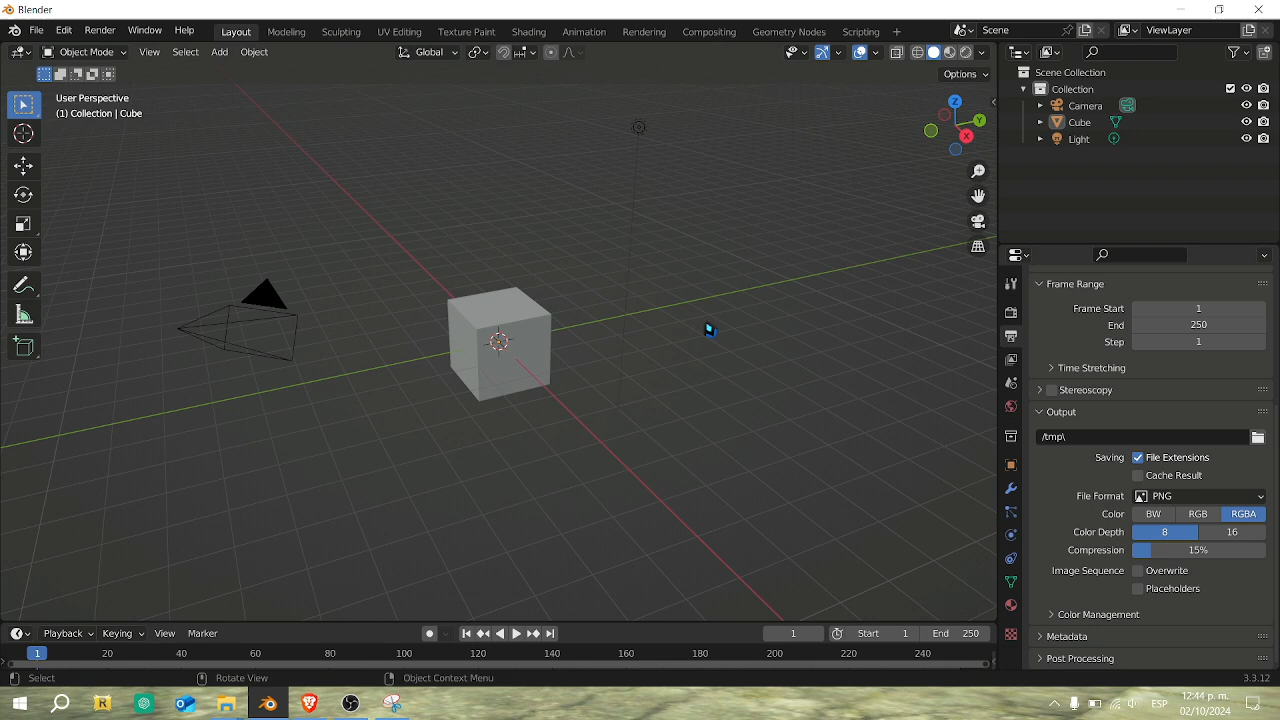 Blender
File Edit Render Window Help
Layout Modeling Sculpting UV Editing Texture Paint Shading Animation Rendering Compositing Geometry Nodes Scripting
Scene ViewLayer
Object Mode View Select Add Object Global
Options
User Perspective
(1) Collection | Cube
Z
Y
X
Scene Collection
Collection
Camera
Cube
Light
Frame Range
Frame Start 1
End 250
Step 1
Time Stretching
Stereoscopy
Output
/tmp\
Saving File Extensions
Cache Result
File Format PNG
Color BW RGB RGBA
Color Depth 8 16
Compression 15%
Image Sequence Overwrite
Placeholders
Color Management
Metadata
Post Processing
Playback Keying View Marker 1 Start 1 End 250
1 20 40 60 80 100 120 140 160 180 200 220 240
Select Rotate View Object Context Menu 3.3.12
R ESP 12:44 p. m.
02/10/2024